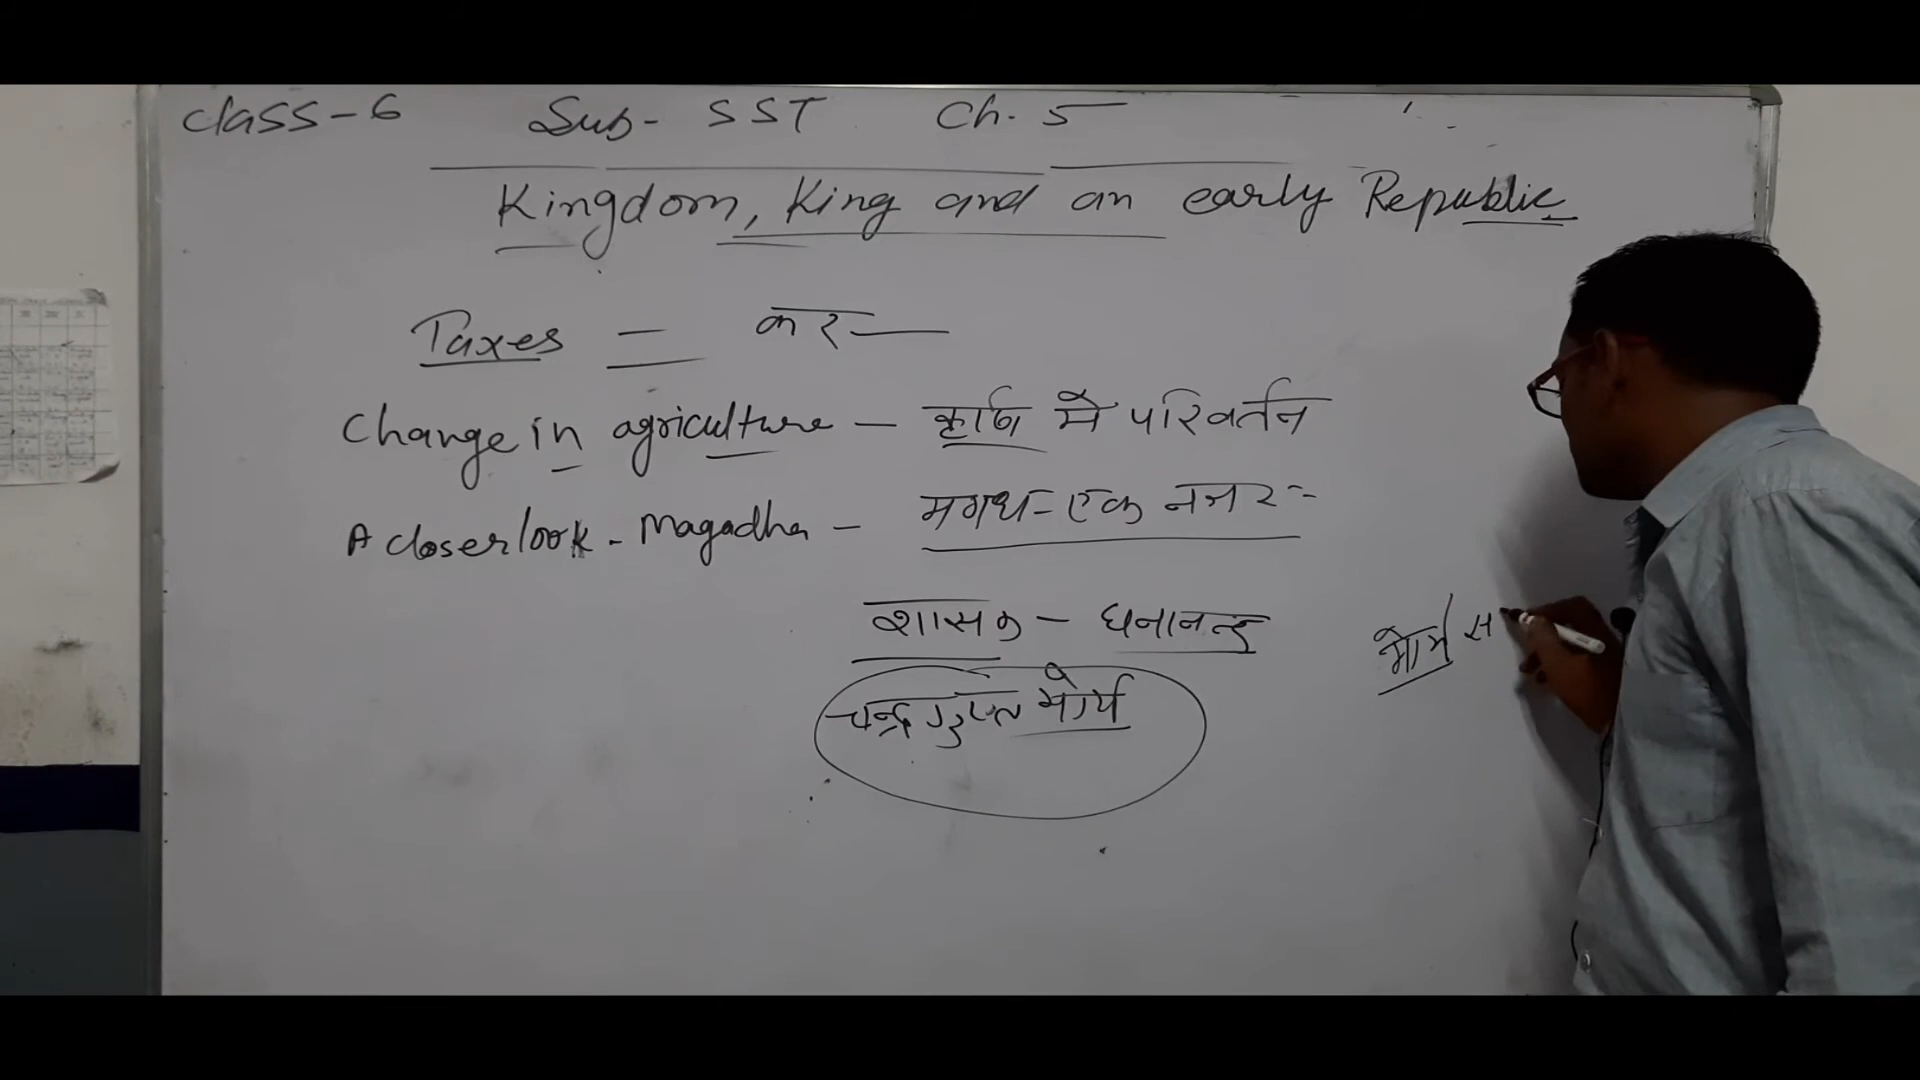 Class-6 Sub- SST Ch. 5
Kingdom, King and an early Republic
Taxes = कर
Change in agriculture - कृषि मे परिवर्तन
A closer look - Magadha - मगध-एक नजर :-
शासक - धनानन्द
चन्द्रगुप्त मौर्य
मौर्य स